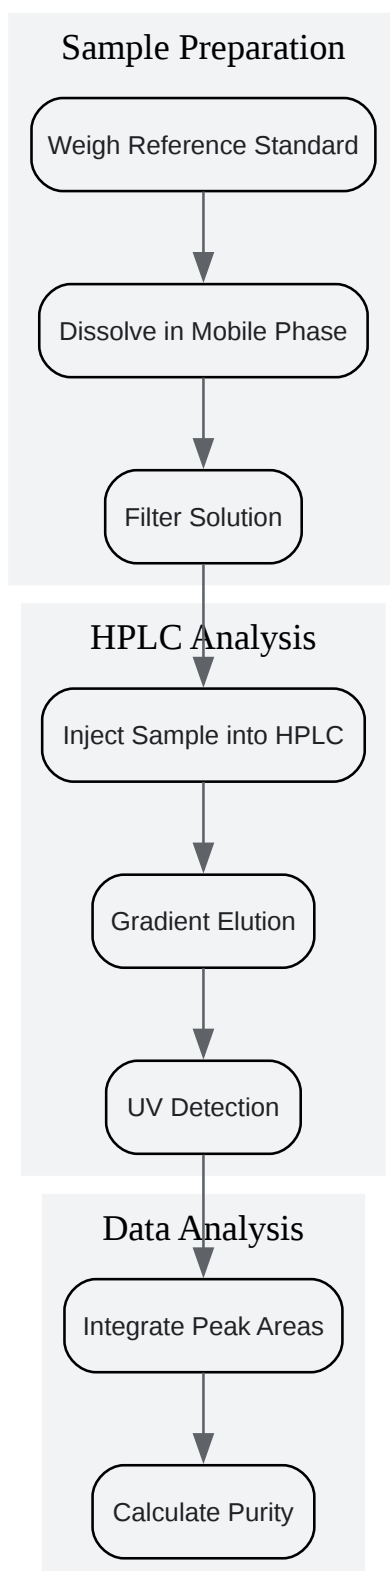 Sample Preparation
Weigh Reference Standard
Dissolve in Mobile Phase
Filter Solution
HPLC Analysis
Inject Sample into HPLC
Gradient Elution
UV Detection
Data Analysis
Integrate Peak Areas
Calculate Purity